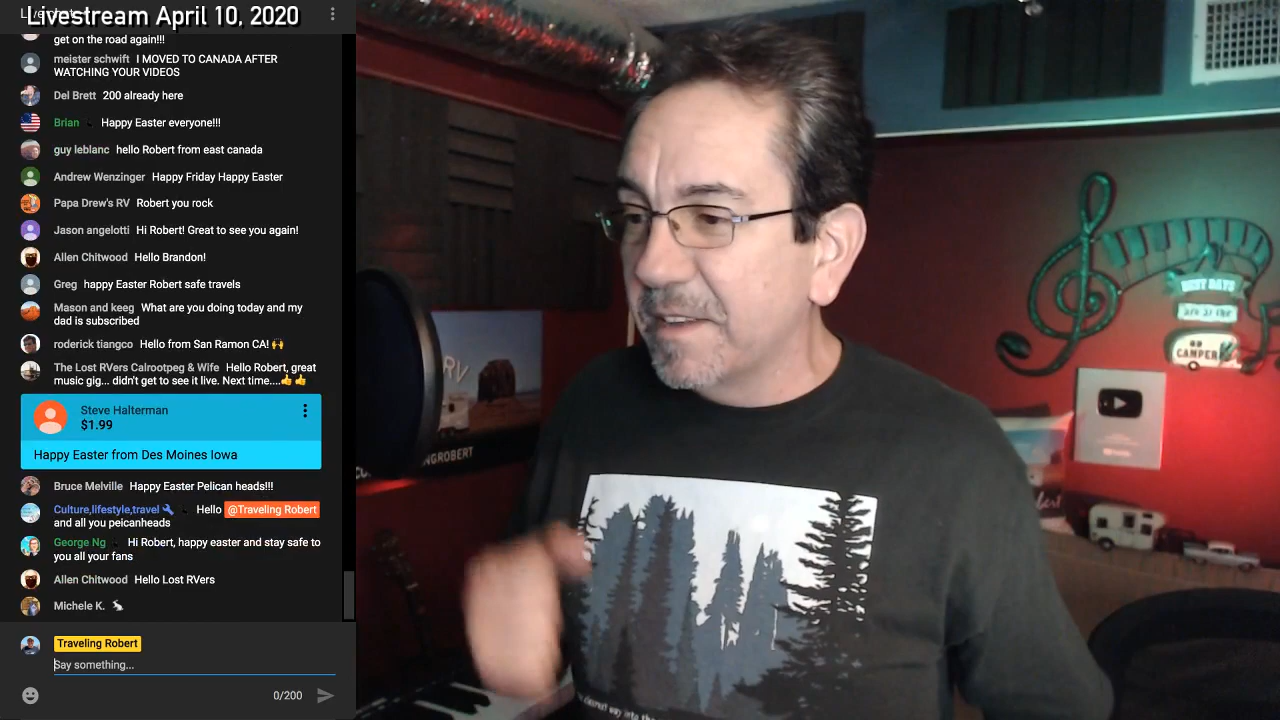 Livestream April 10, 2020
get on the road again!!!
meister schwift I MOVED TO CANADA AFTER
WATCHING YOUR VIDEOS
Del Brett 200 already here
Brian Happy Easter everyone!!!
guy leblanc hello Robert from east canada
Andrew Wenzinger Happy Friday Happy Easter
Papa Drew's RV Robert you rock
Jason angelotti Hi Robert! Great to see you again!
Allen Chitwood Hello Brandon!
Greg happy Easter Robert safe travels
Mason and keeg What are you doing today and my
dad is subscribed
roderick tiangco Hello from San Ramon CA! 🙌
The Lost RVers Calrootpeg & Wife Hello Robert, great
music gig... didn't get to see it live. Next time....👍👍
Steve Halterman
$1.99
Happy Easter from Des Moines Iowa
Bruce Melville Happy Easter Pelican heads!!!
Culture,lifestyle,travel Hello @Traveling Robert
and all you peicanheads
George Ng Hi Robert, happy easter and stay safe to
you all your fans
Allen Chitwood Hello Lost RVers
Michele K. 🐇
Traveling Robert
Say something...
0/200
RV
NGROBERT
BEST DAYS
CAMPER